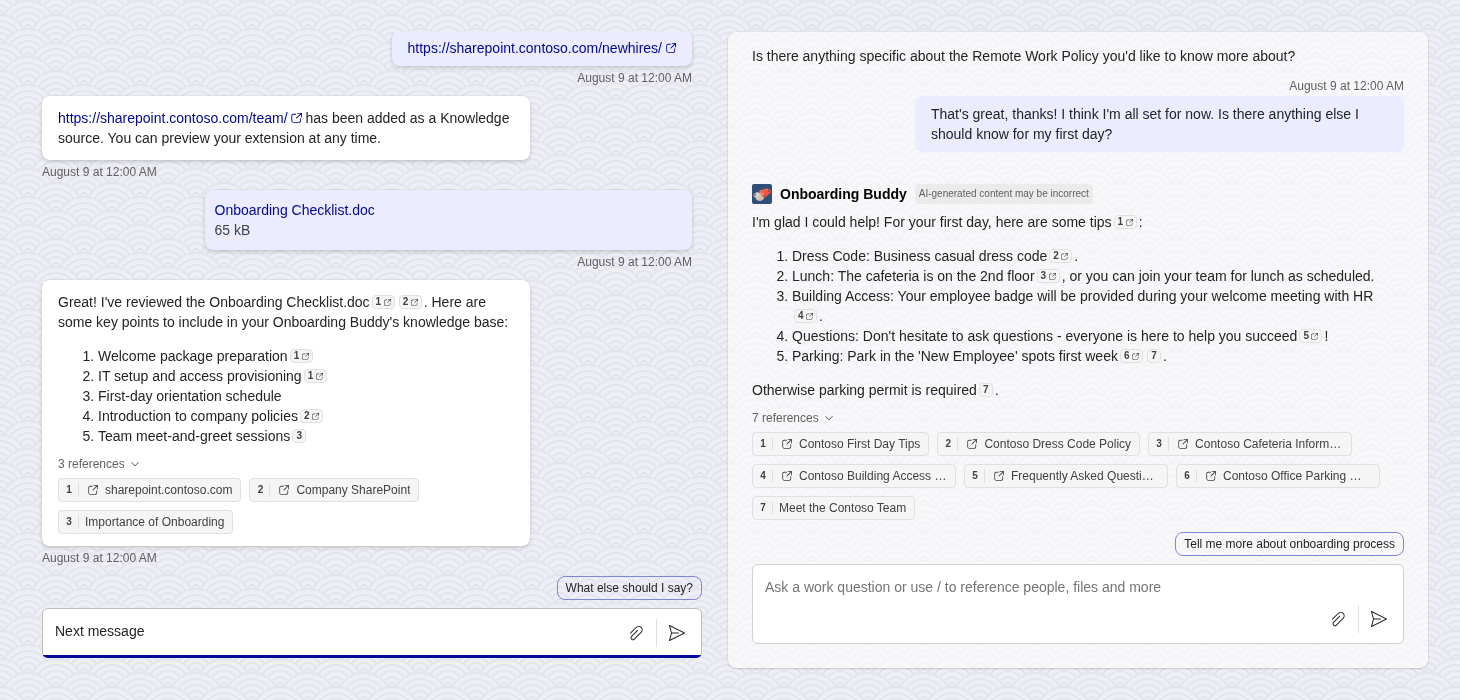 https://sharepoint.contoso.com/newhires/
August 9 at 12:00 AM
https://sharepoint.contoso.com/team/ has been added as a Knowledge
source. You can preview your extension at any time.
August 9 at 12:00 AM
Onboarding Checklist.doc
65 kB
August 9 at 12:00 AM
Great! I've reviewed the Onboarding Checklist.doc 1 2 . Here are
some key points to include in your Onboarding Buddy's knowledge base:
1. Welcome package preparation 1
2. IT setup and access provisioning 1
3. First-day orientation schedule
4. Introduction to company policies 2
5. Team meet-and-greet sessions 3
3 references
1 sharepoint.contoso.com 2 Company SharePoint
3 Importance of Onboarding
August 9 at 12:00 AM
What else should I say?
Next message
Is there anything specific about the Remote Work Policy you'd like to know more about?
August 9 at 12:00 AM
That's great, thanks! I think I'm all set for now. Is there anything else I
should know for my first day?
Onboarding Buddy AI-generated content may be incorrect
I'm glad I could help! For your first day, here are some tips 1 :
1. Dress Code: Business casual dress code 2 .
2. Lunch: The cafeteria is on the 2nd floor 3 , or you can join your team for lunch as scheduled.
3. Building Access: Your employee badge will be provided during your welcome meeting with HR
4 .
4. Questions: Don't hesitate to ask questions - everyone is here to help you succeed 5 !
5. Parking: Park in the 'New Employee' spots first week 6 7 .
Otherwise parking permit is required 7 .
7 references
1 Contoso First Day Tips 2 Contoso Dress Code Policy 3 Contoso Cafeteria Inform…
4 Contoso Building Access … 5 Frequently Asked Questi… 6 Contoso Office Parking …
7 Meet the Contoso Team
Tell me more about onboarding process
Ask a work question or use / to reference people, files and more